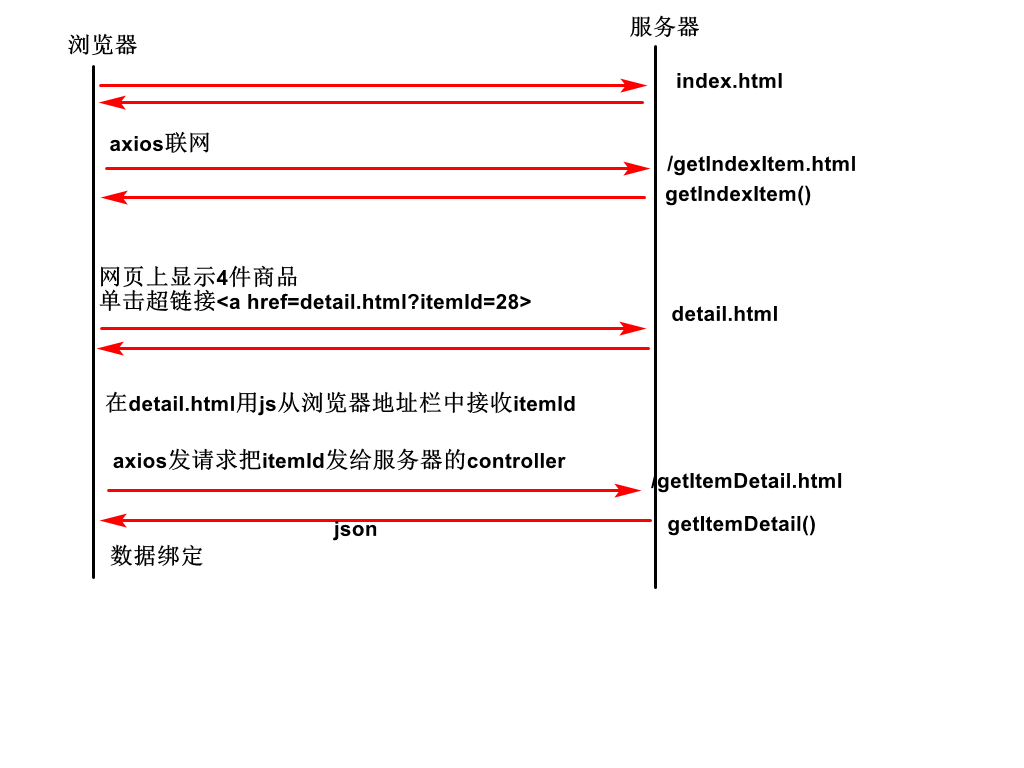 浏览器
服务器
index.html
axios联网
/getIndexItem.html
getIndexItem()
网页上显示4件商品
单击超链接<a href=detail.html?itemId=28>
detail.html
在detail.html用js从浏览器地址栏中接收itemId
axios发请求把itemId发给服务器的controller
/getItemDetail.html
getItemDetail()
json
数据绑定